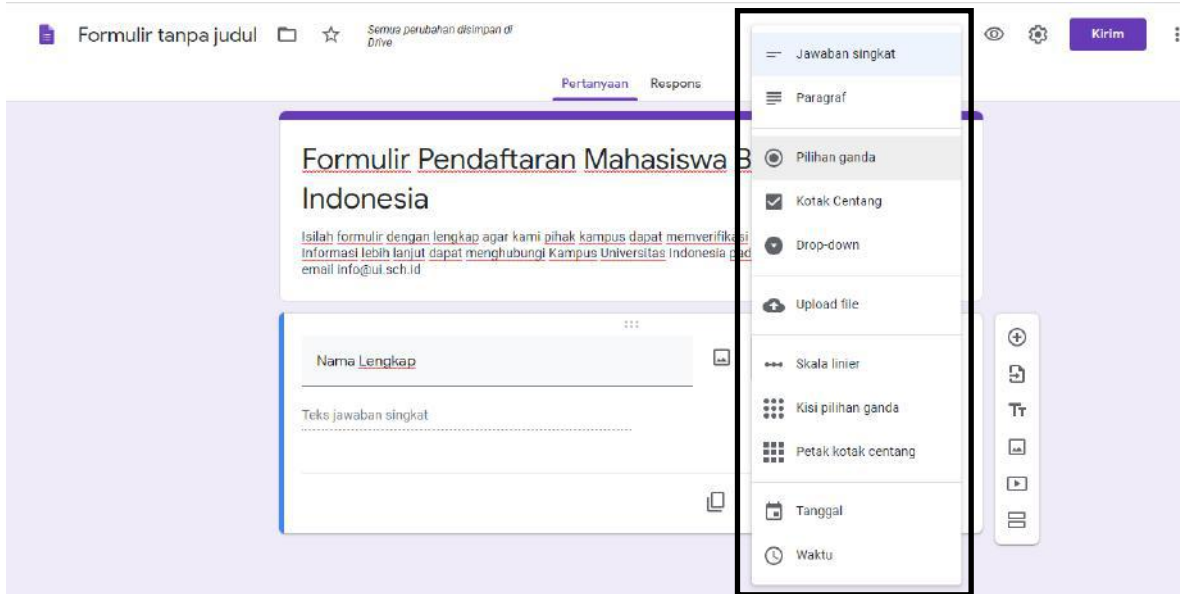 Formulir tanpa judul
Semua perubahan disimpan di
Drive
Kirim
Pertanyaan Respons
Formulir Pendaftaran Mahasiswa B
Indonesia
Isilah formulir dengan lengkap agar kami pihak kampus dapat memverifikasi
Informasi lebih lanjut dapat menghubungi Kampus Universitas Indonesia pad
email info@ui.sch.id
Nama Lengkap
Teks jawaban singkat
Jawaban singkat
Paragraf
Pilihan ganda
Kotak Centang
Drop-down
Upload file
Skala linier
Kisi pilihan ganda
Petak kotak centang
Tanggal
Waktu